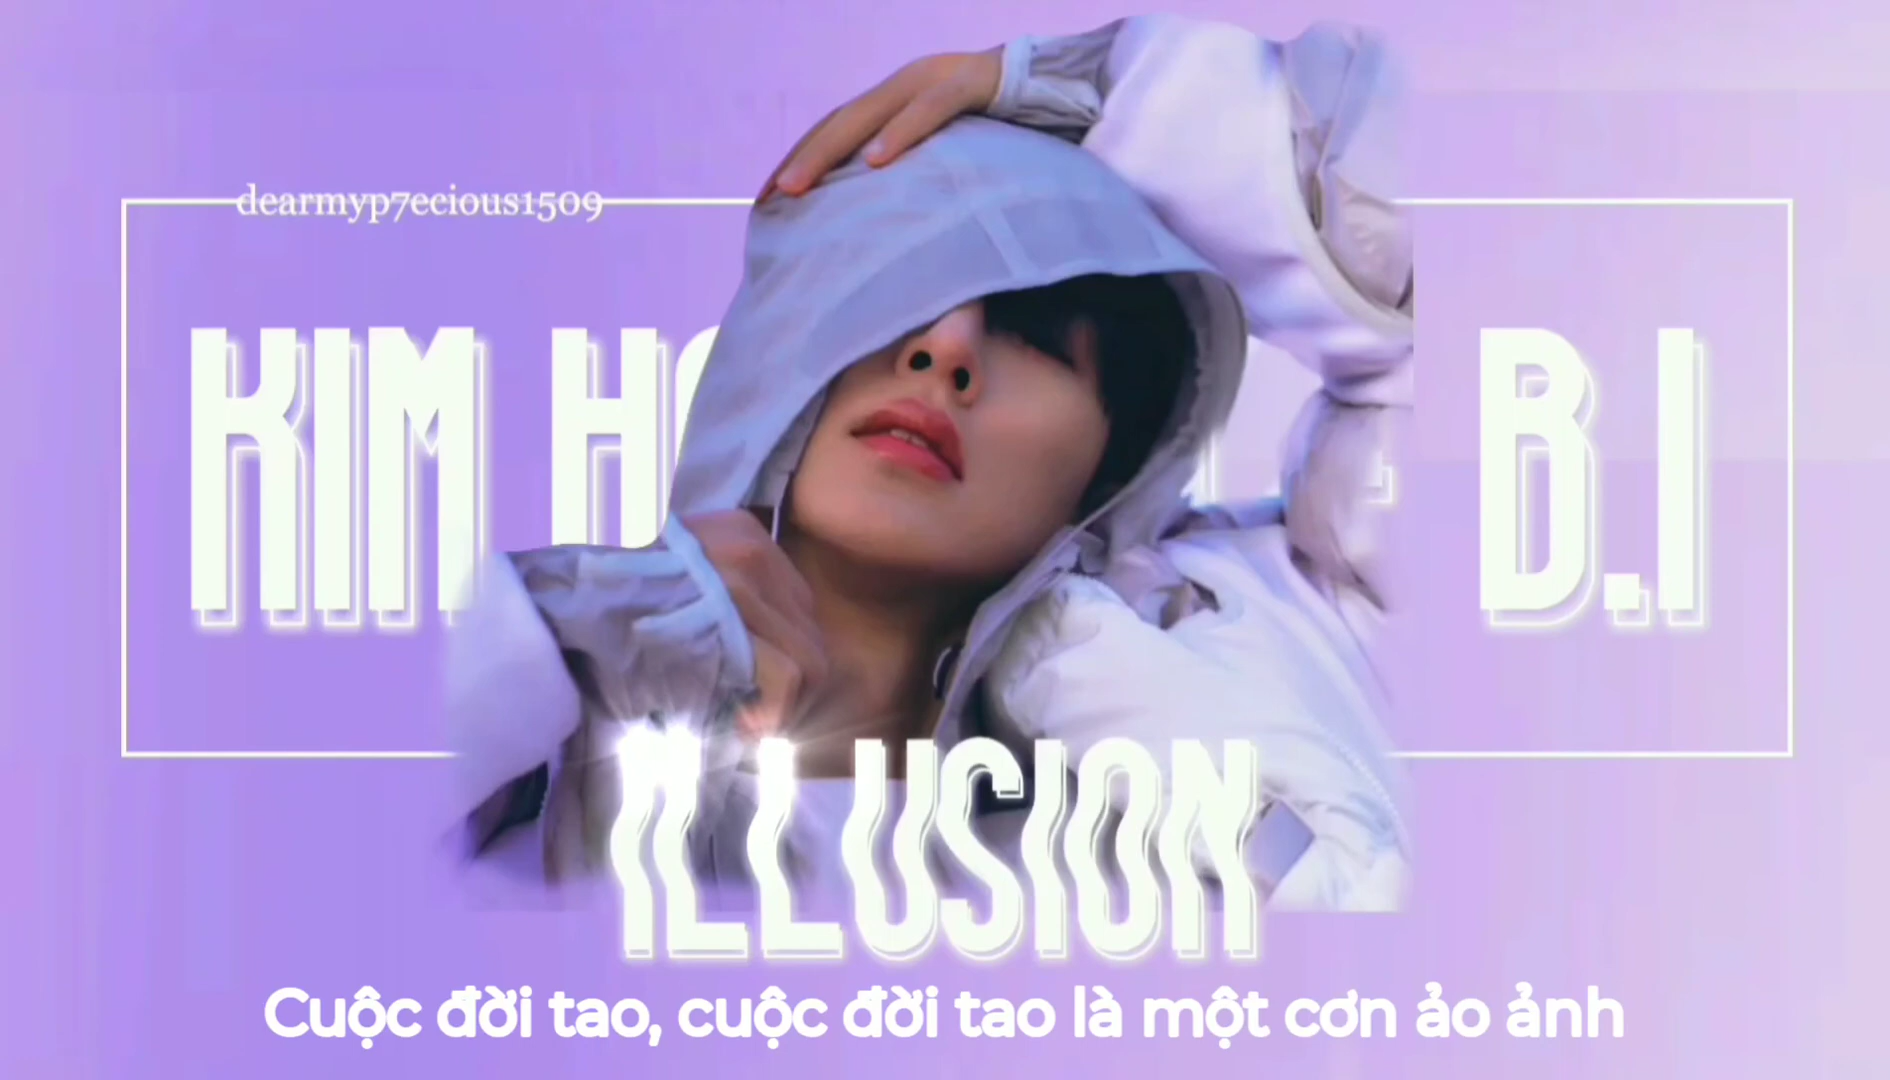 dearmyp7ecious1509
KIM B.I
ILLUSION
Cuộc đời tao, cuộc đời tao là một cơn ảo ảnh